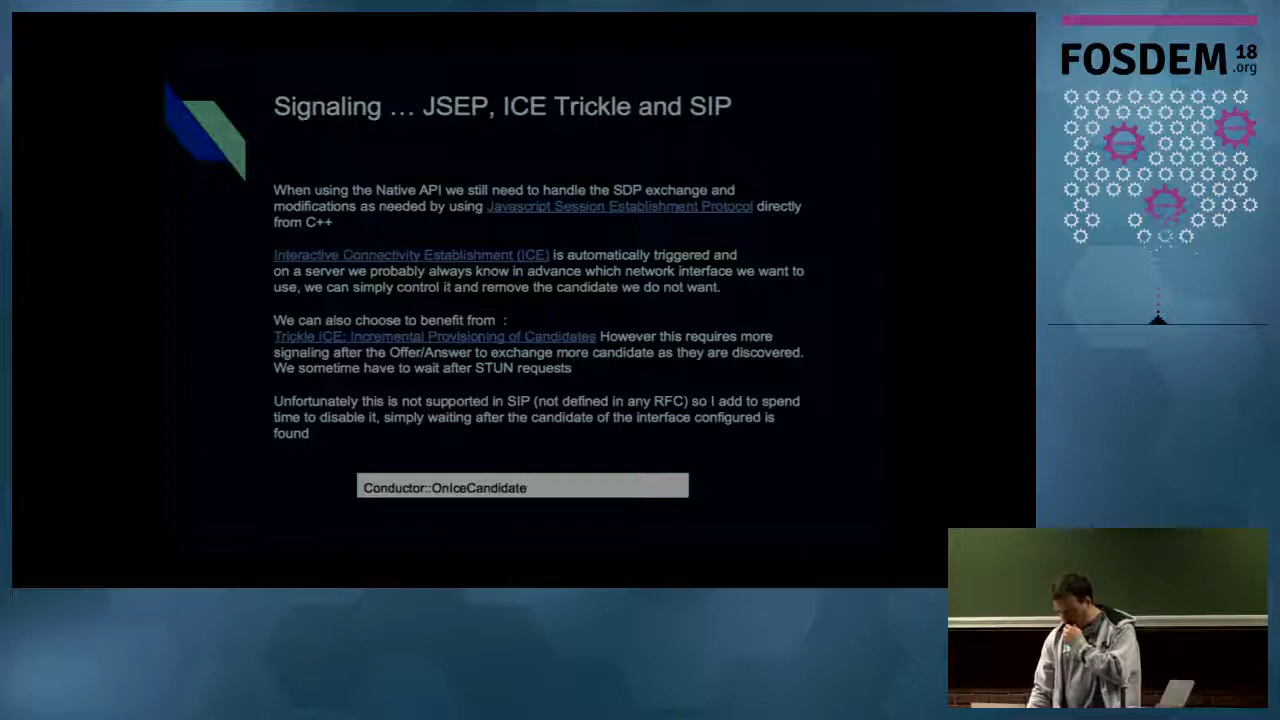 FOSDEM 18
.org
Signaling … JSEP, ICE Trickle and SIP
When using the Native API we still need to handle the SDP exchange and
modifications as needed by using Javascript Session Establishment Protocol directly
from C++
Interactive Connectivity Establishment (ICE) is automatically triggered and
on a server we probably always know in advance which network interface we want to
use, we can simply control it and remove the candidate we do not want.
We can also choose to benefit from :
Trickle ICE: Incremental Provisioning of Candidates However this requires more
signaling after the Offer/Answer to exchange more candidate as they are discovered.
We sometime have to wait after STUN requests
Unfortunately this is not supported in SIP (not defined in any RFC) so I add to spend
time to disable it, simply waiting after the candidate of the interface configured is
found
Conductor::OnIceCandidate